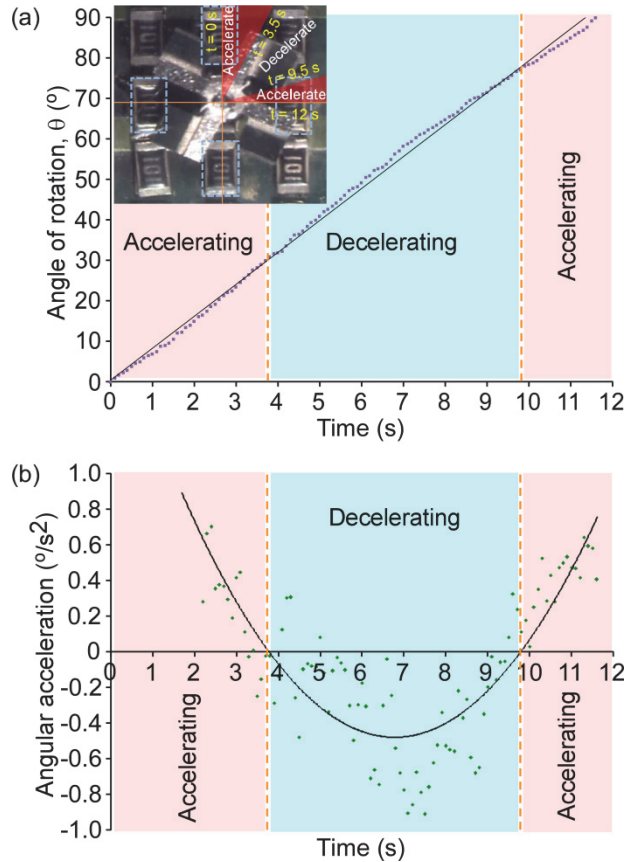 (a)
Angle of rotation, θ (º)
90
80
70
60
50
40
30
20
10
0
t = 0 s
Accelerate
t = 3.5 s
Decelerate
t = 9.5 s
Accelerate
t = 12 s
101
101
101
101
101
Accelerating
Decelerating
Accelerating
0 1 2 3 4 5 6 7 8 9 10 11 12
Time (s)
(b)
Angular acceleration (º/s2)
1.0
0.8
0.6
0.4
0.2
0
-0.2
-0.4
-0.6
-0.8
-1.0
Decelerating
0 1 2 3 4 5 6 7 8 9 10 11 12
Accelerating
Accelerating
Time (s)